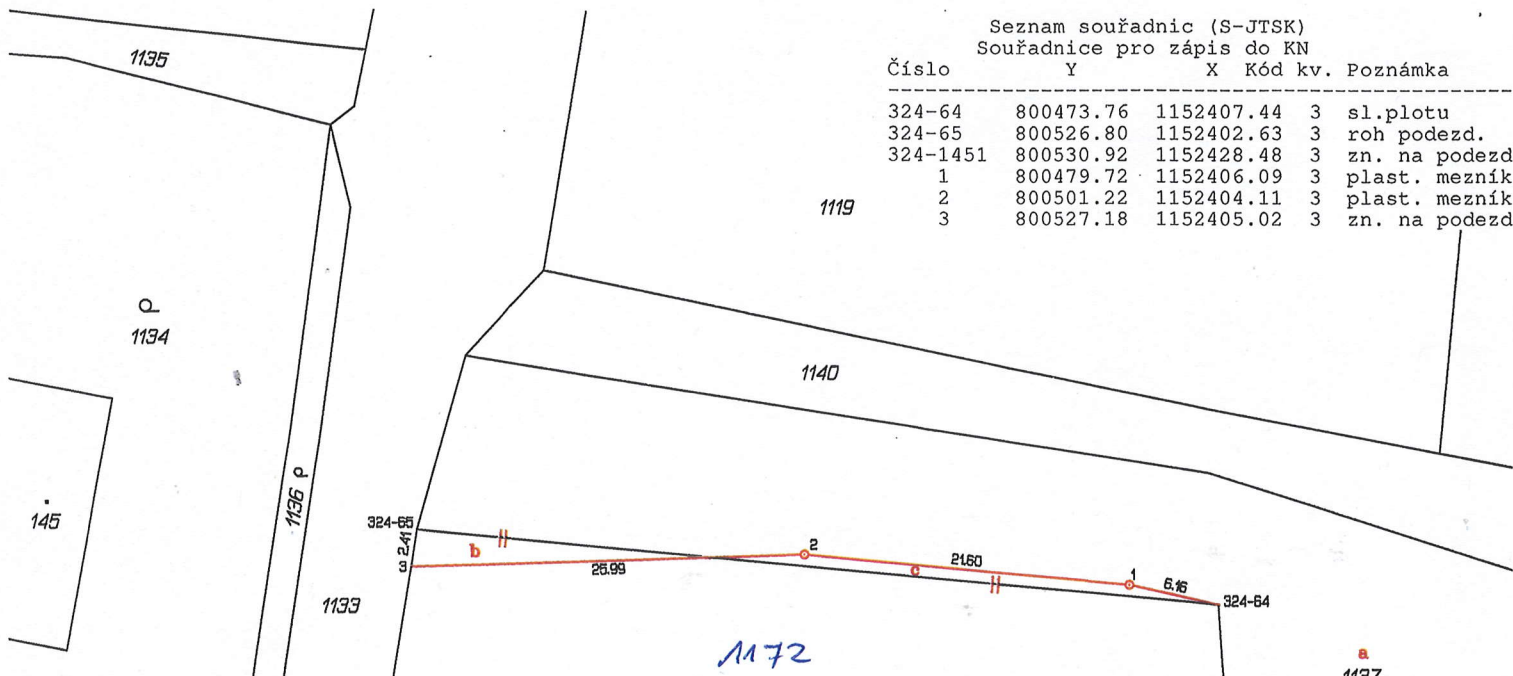 Seznam souřadnic (S-JTSK)
Souřadnice pro zápis do KN
Číslo Y X Kód kv. Poznámka
324-64 800473.76 1152407.44 3 sl.plotu
324-65 800526.80 1152402.63 3 roh podezd.
324-1451 800530.92 1152428.48 3 zn. na podezd
1 800479.72 1152406.09 3 plast. mezník
2 800501.22 1152404.11 3 plast. mezník
3 800527.18 1152405.02 3 zn. na podezd
1135
1119
1134
1140
145
1136
324-65
2.41
3
b
25.99
2
21.60
c
1
6.16
324-64
1133
1172
a
1137